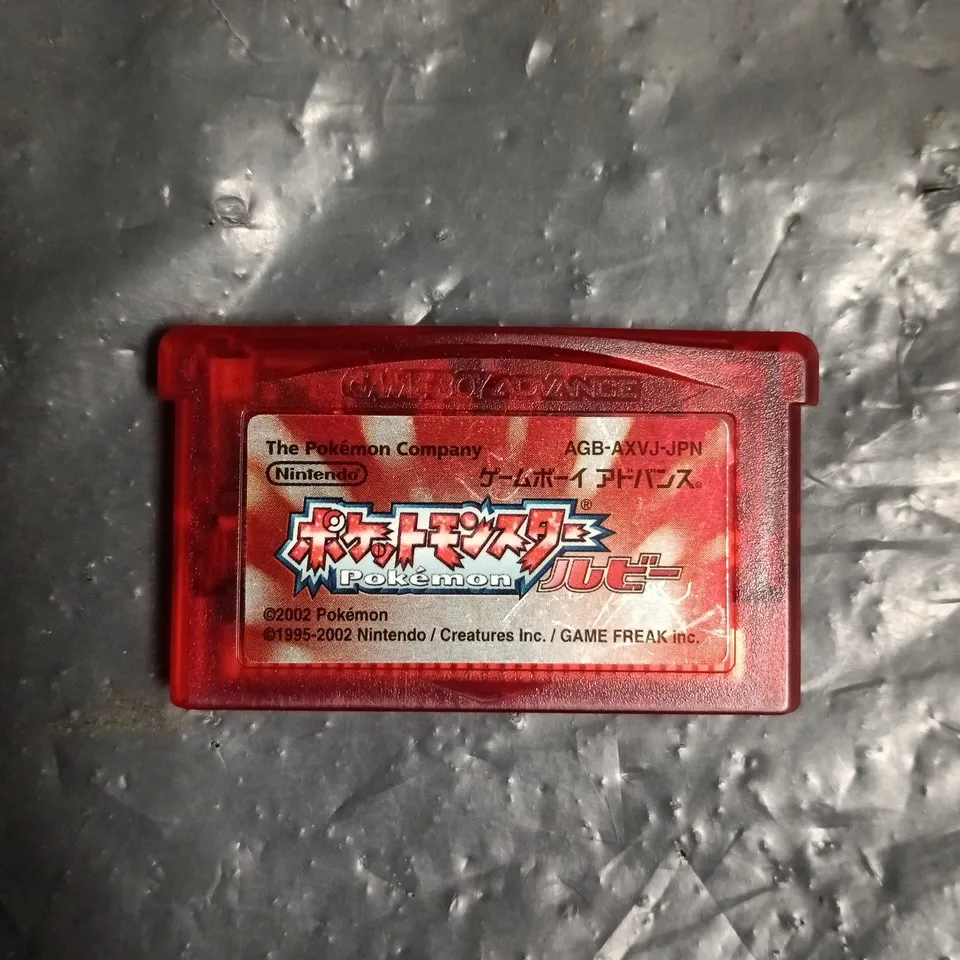 GAME BOY ADVANCE
The Pokémon Company AGB-AXVJ-JPN
Nintendo ゲームボーイ アドバンス®
ポケットモンスター®
Pokémon ルビー
©2002 Pokémon
©1995-2002 Nintendo / Creatures Inc. / GAME FREAK inc.